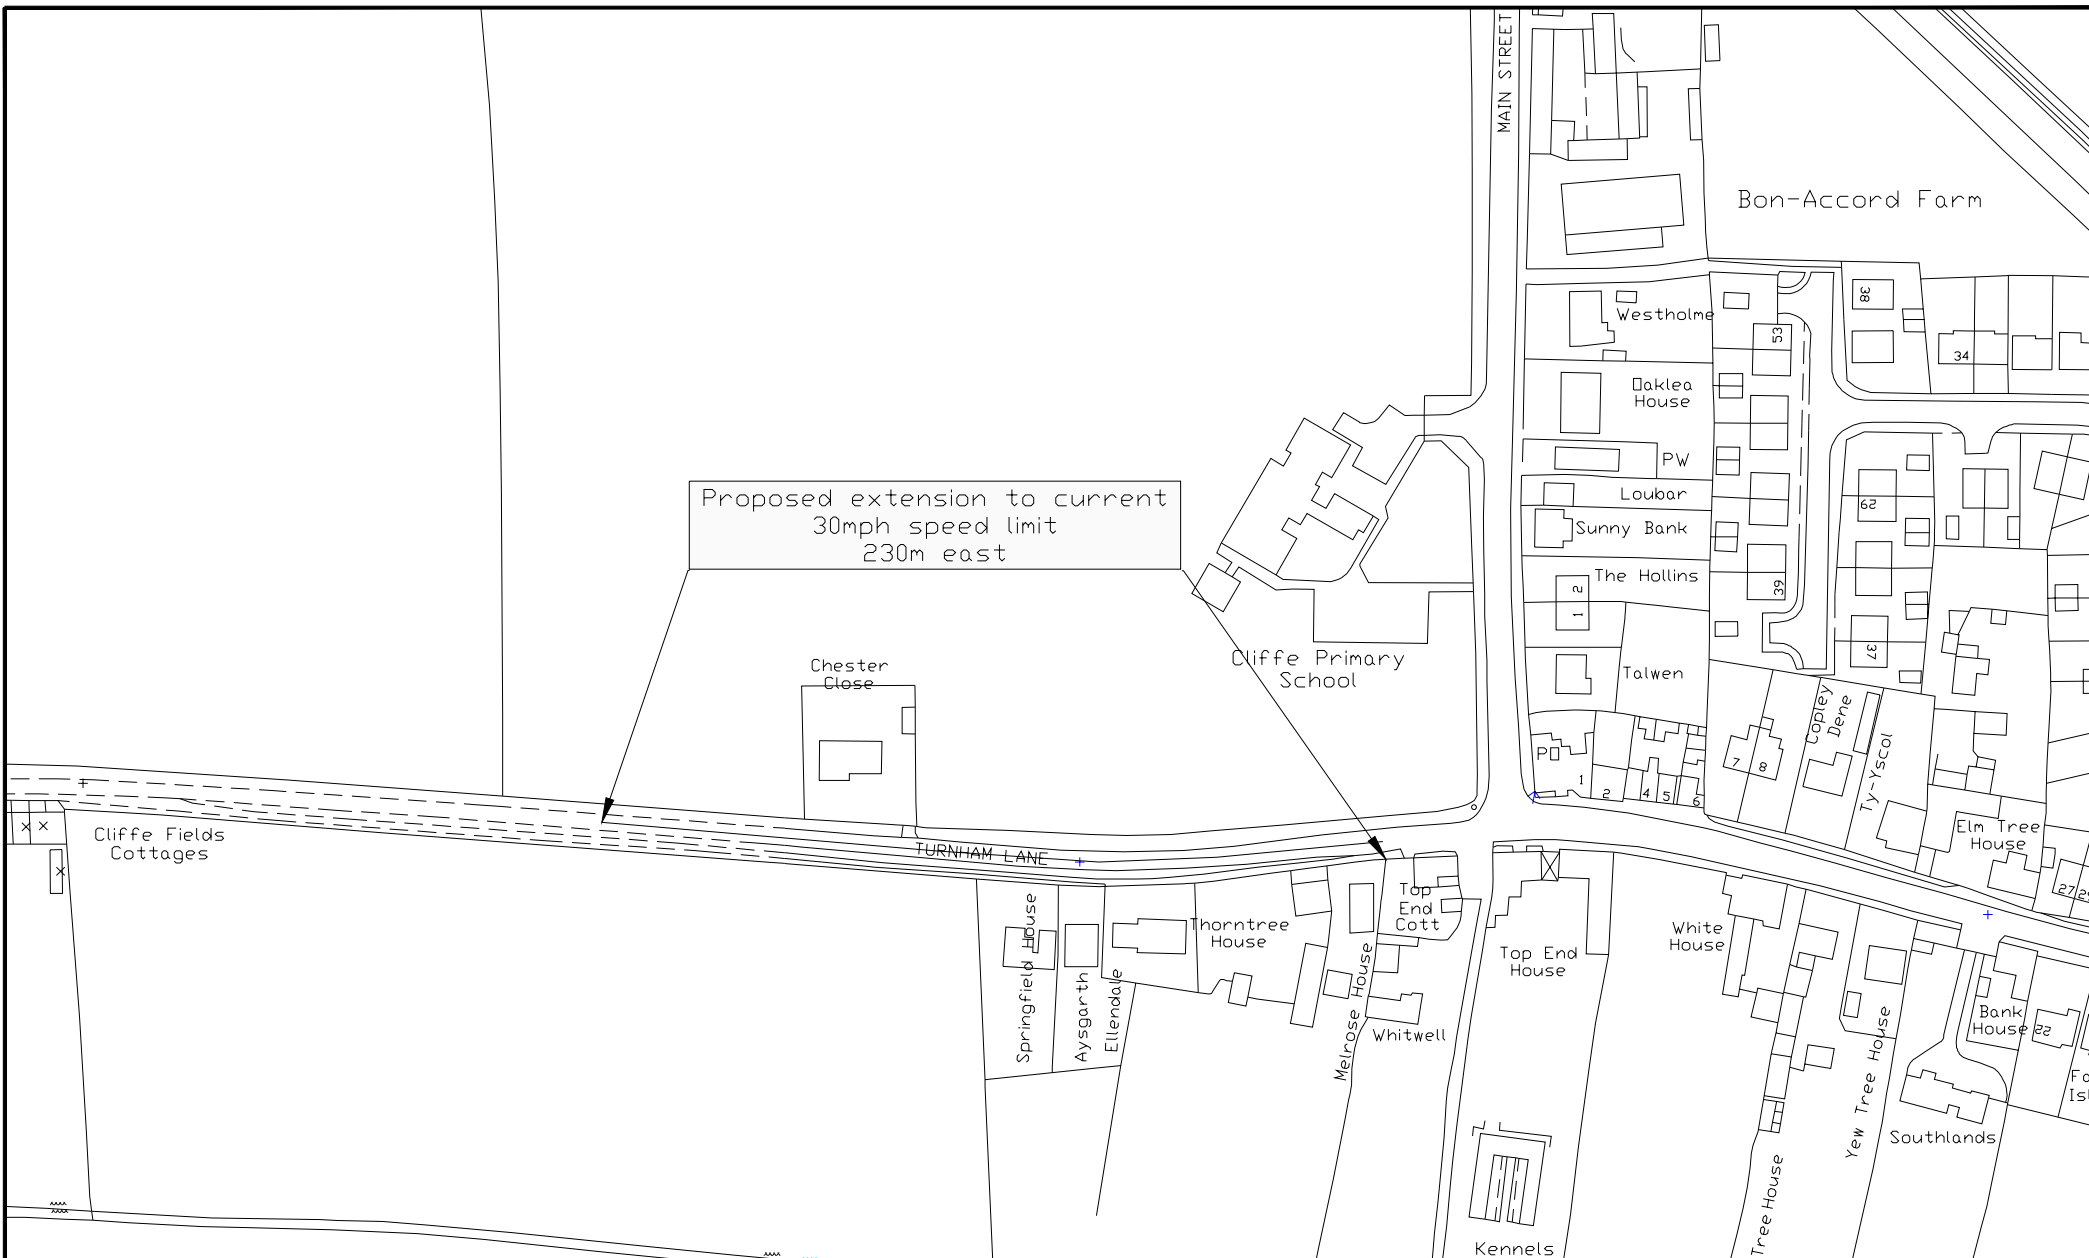 MAIN STREET
Bon-Accord Farm
38
Westholme
53
34
Oaklea
House
PW
Loubar
29
Proposed extension to current
30mph speed limit
230m east
Sunny Bank
The Hollins
2
1
39
37
Chester
Close
Cliffe Primary
School
Talwen
Copley
Dene
Ty-Yscol
P
1
2
4
5
6
7
8
Cliffe Fields
Cottages
TURNHAM LANE
Elm Tree
House
27
Top
End
Cott
Thorntree
House
White
House
Top End
House
Springfield House
Aysgarth
Ellendale
Melrose House
Whitwell
Bank
House
22
Yew Tree House
Southlands
Tree House
Kennels